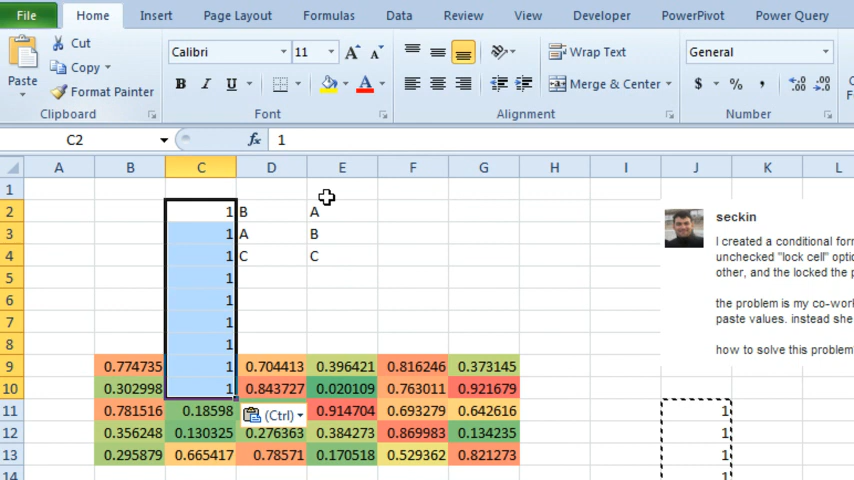 File Home Insert Page Layout Formulas Data Review View Developer PowerPivot Power Query
Cut
Copy
Format Painter
Paste
Clipboard
Calibri 11
B I U
Font
Wrap Text
Merge & Center
Alignment
General
$ % ,
Number
C2 fx 1
A B C D E F G H I J K L
1
2 1 B A
3 1 A B
4 1 C C
5 1
6 1
7 1
8 1
9 0.774735 1 0.704413 0.396421 0.816246 0.373145
10 0.302998 1 0.843727 0.020109 0.763011 0.921679
11 0.781516 0.18598 (Ctrl) 0.914704 0.693279 0.642616 1
12 0.356248 0.130325 0.276363 0.384273 0.869983 0.134235 1
13 0.295879 0.665417 0.78571 0.170518 0.529362 0.821273 1
14 1
seckin
I created a conditional for
unchecked "lock cell" opti
other, and the locked the p
the problem is my co-work
paste values. instead she
how to solve this problem